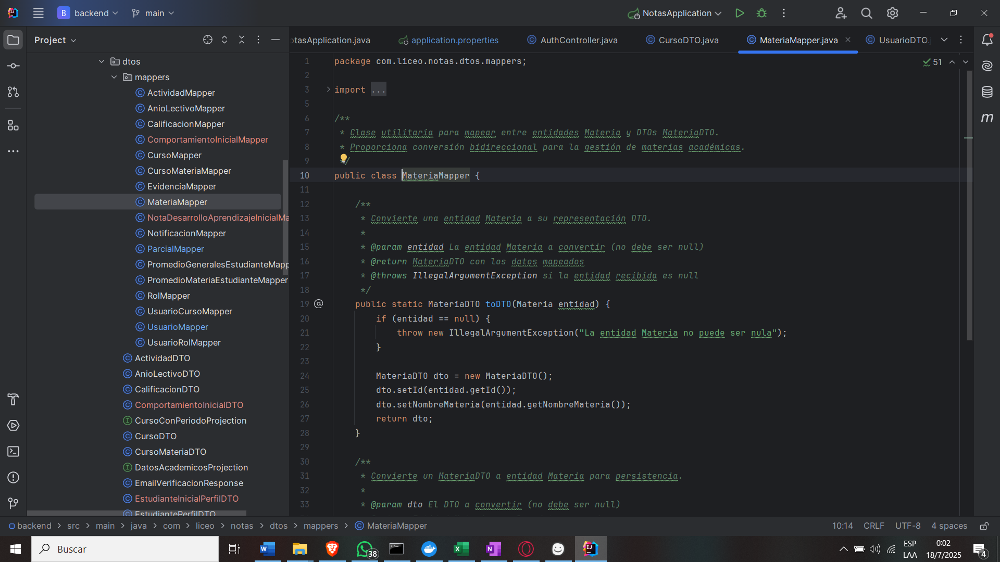 B backend main NotasApplication
Project
otasApplication.java application.properties AuthController.java CursoDTO.java MateriaMapper.java UsuarioDTO.
dtos
mappers
ActividadMapper
AnioLectivoMapper
CalificacionMapper
ComportamientoInicialMapper
CursoMapper
CursoMateriaMapper
EvidenciaMapper
MateriaMapper
NotaDesarrolloAprendizajeInicialMa
NotificacionMapper
ParcialMapper
PromedioGeneralesEstudianteMapp
PromedioMateriaEstudianteMapper
RolMapper
UsuarioCursoMapper
UsuarioMapper
UsuarioRolMapper
ActividadDTO
AnioLectivoDTO
CalificacionDTO
ComportamientoInicialDTO
CursoConPeriodoProjection
CursoDTO
CursoMateriaDTO
DatosAcademicosProjection
EmailVerificacionResponse
EstudianteInicialPerfilDTO
EstudiantePerfilDTO
51
1 package com.liceo.notas.dtos.mappers;
2
3 import ...
5
6 /**
7 * Clase utilitaria para mapear entre entidades Materia y DTOs MateriaDTO.
8 * Proporciona conversión bidireccional para la gestión de materias académicas.
9 */
10 public class MateriaMapper {
11
12 /**
13 * Convierte una entidad Materia a su representación DTO.
14 *
15 * @param entidad La entidad Materia a convertir (no debe ser null)
16 * @return MateriaDTO con los datos mapeados
17 * @throws IllegalArgumentException si la entidad recibida es null
18 */
19 public static MateriaDTO toDTO(Materia entidad) {
20 if (entidad == null) {
21 throw new IllegalArgumentException("La entidad Materia no puede ser nula");
22 }
23
24 MateriaDTO dto = new MateriaDTO();
25 dto.setId(entidad.getId());
26 dto.setNombreMateria(entidad.getNombreMateria());
27 return dto;
28 }
29
30 /**
31 * Convierte un MateriaDTO a entidad Materia para persistencia.
32 *
33 * @param dto El DTO a convertir (no debe ser null)
backend > src > main > java > com > liceo > notas > dtos > mappers > MateriaMapper
10:14 CRLF UTF-8 4 spaces
Buscar
38
ESP
LAA
0:02
18/7/2025
4